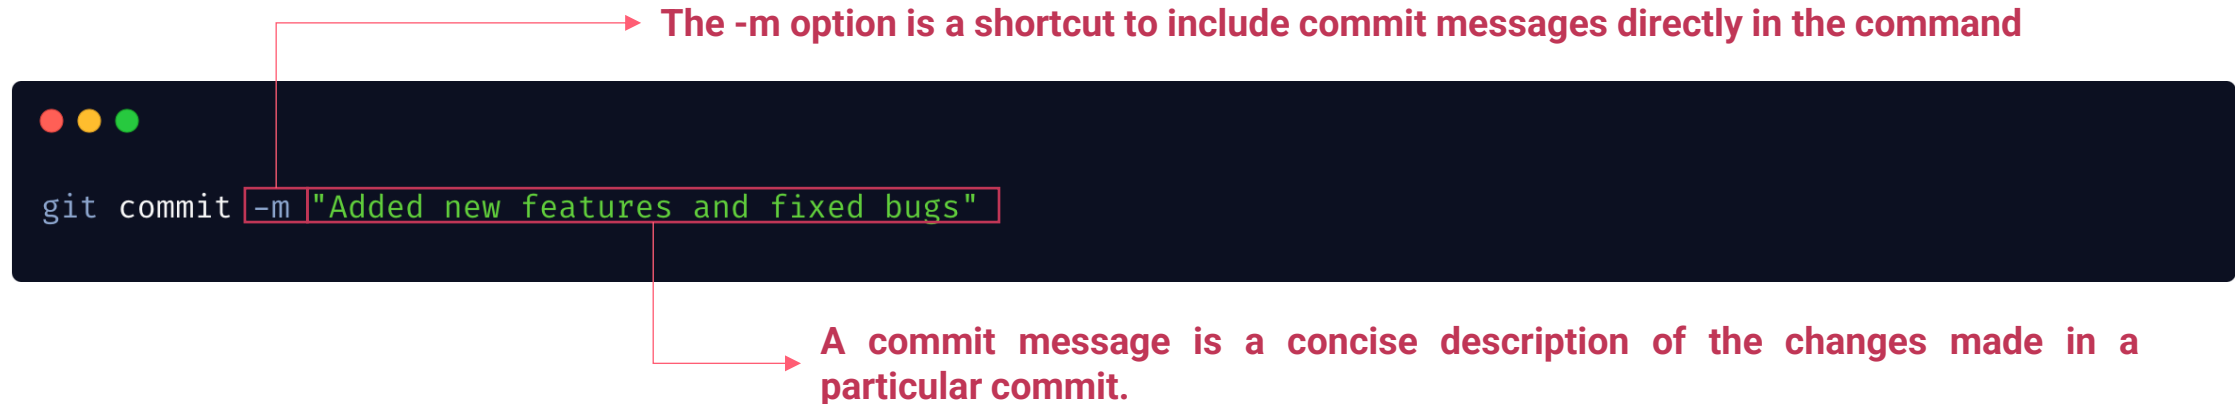 The -m option is a shortcut to include commit messages directly in the command
git commit -m "Added new features and fixed bugs"
A commit message is a concise description of the changes made in a
particular commit.